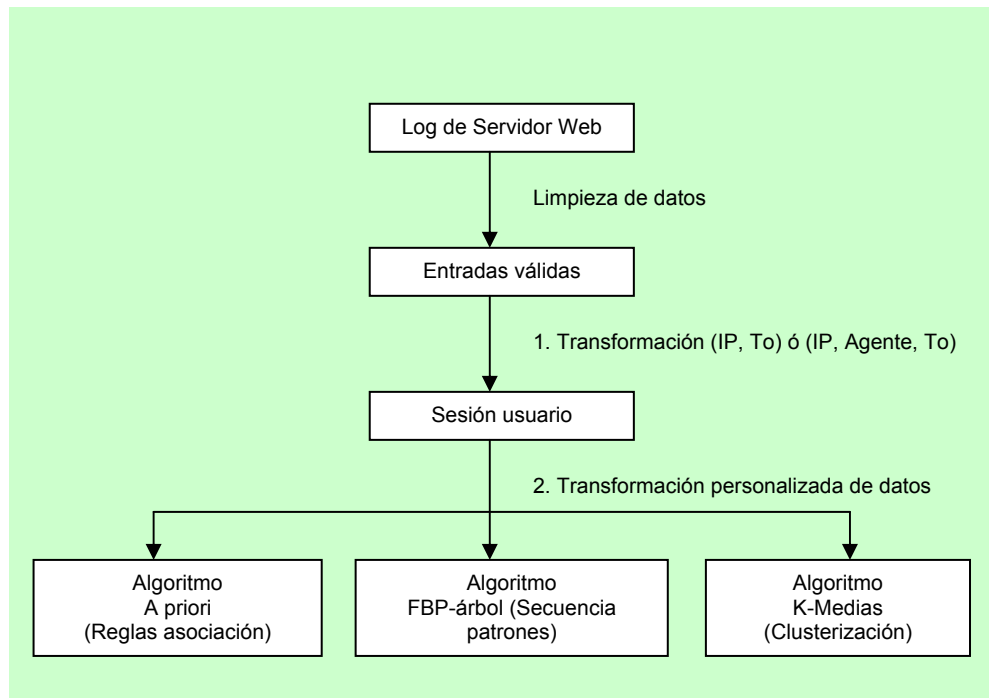 Log de Servidor Web
Limpieza de datos
Entradas válidas
1. Transformación (IP, To) ó (IP, Agente, To)
Sesión usuario
2. Transformación personalizada de datos
Algoritmo
A priori
(Reglas asociación)
Algoritmo
FBP-árbol (Secuencia
patrones)
Algoritmo
K-Medias
(Clusterización)